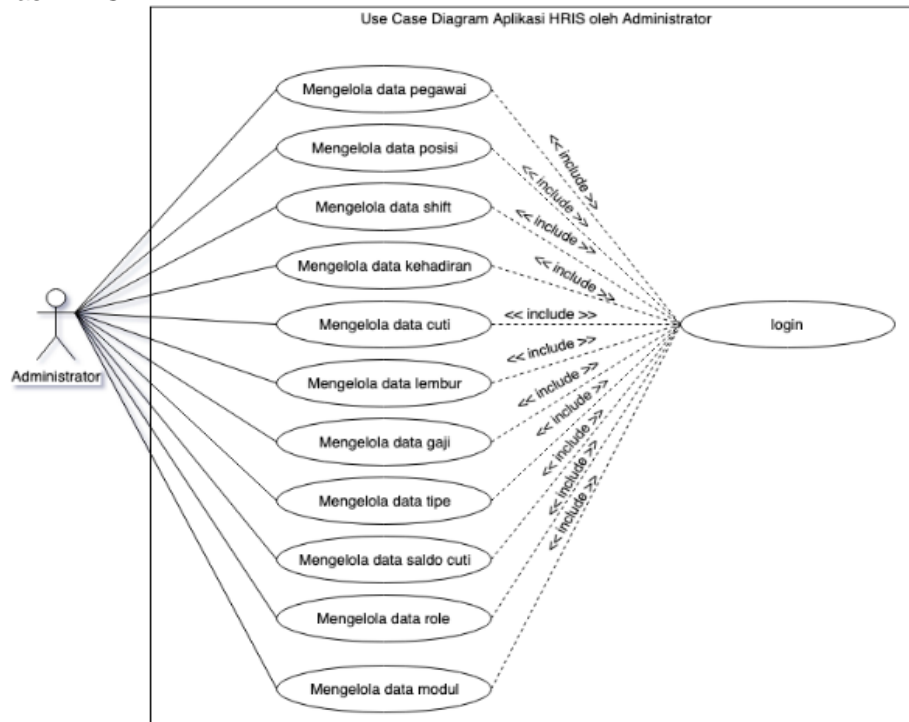 Use Case Diagram Aplikasi HRIS oleh Administrator
Mengelola data pegawai
<< include >>
Mengelola data posisi
<< include >>
Mengelola data shift
<< include >>
Mengelola data kehadiran
<< include >>
Mengelola data cuti
<< include >>
login
Administrator
Mengelola data lembur
<< include >>
Mengelola data gaji
<< include >>
Mengelola data tipe
<< include >>
Mengelola data saldo cuti
<< include >>
Mengelola data role
<< include >>
Mengelola data modul
<< include >>